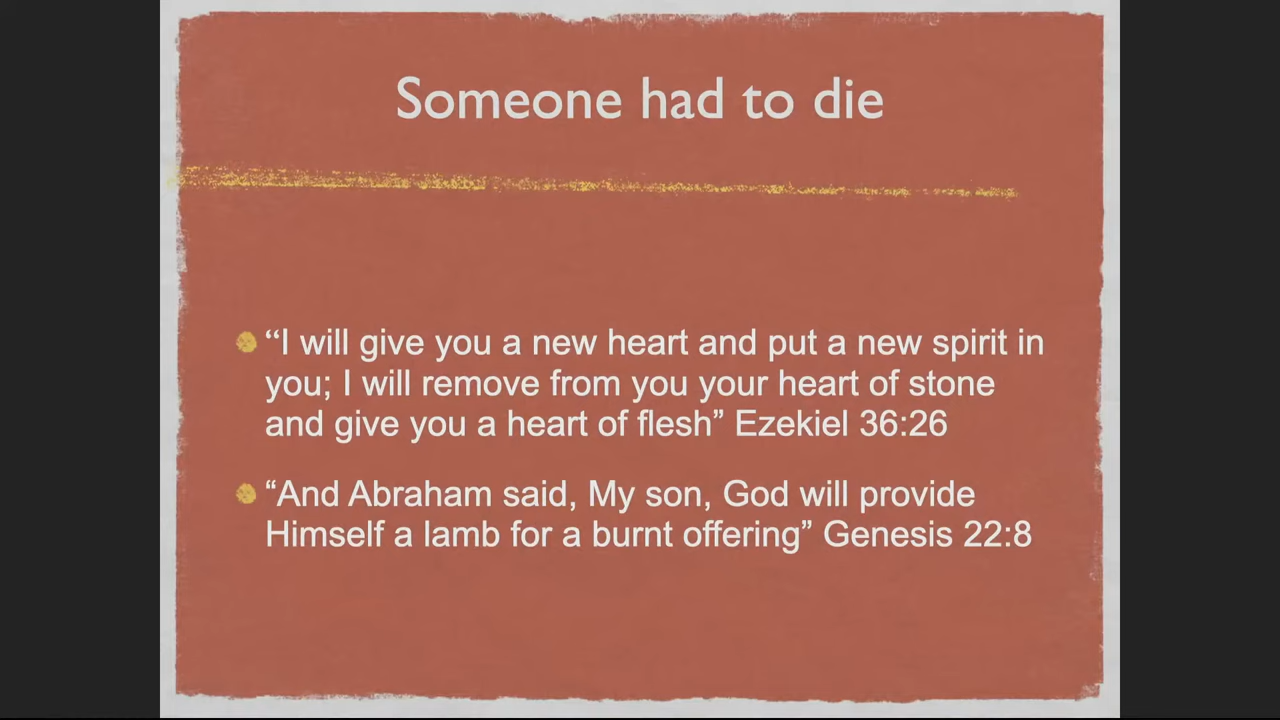 Someone had to die
“I will give you a new heart and put a new spirit in
you; I will remove from you your heart of stone
and give you a heart of flesh” Ezekiel 36:26
“And Abraham said, My son, God will provide
Himself a lamb for a burnt offering” Genesis 22:8